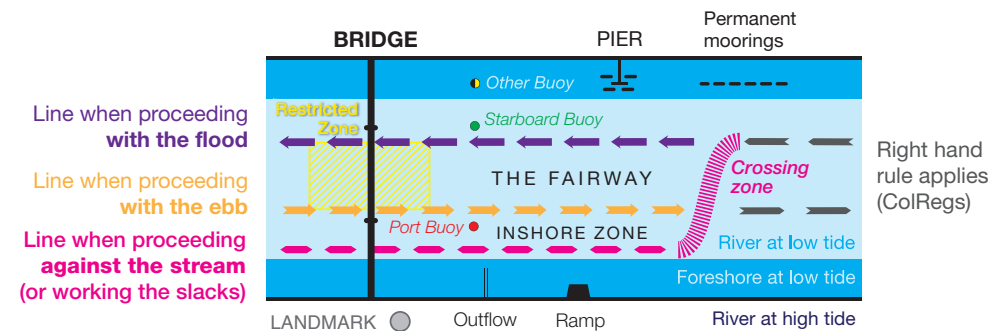 BRIDGE
PIER
Permanent
moorings
Other Buoy
Restricted
Zone
Starboard Buoy
Line when proceeding
with the flood
Crossing
zone
Right hand
rule applies
(ColRegs)
THE FAIRWAY
Line when proceeding
with the ebb
Port Buoy
INSHORE ZONE
Line when proceeding
against the stream
(or working the slacks)
River at low tide
Foreshore at low tide
LANDMARK
Outflow
Ramp
River at high tide